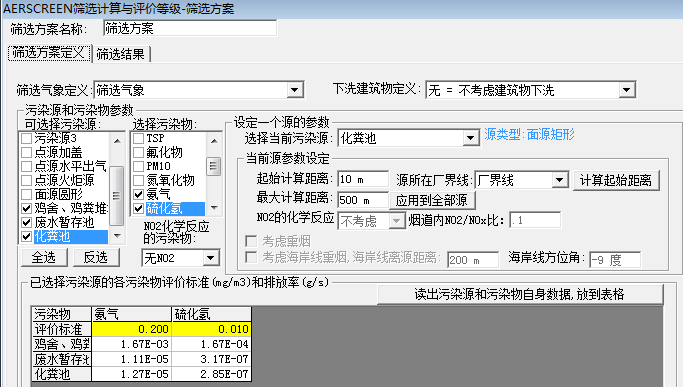 AERSCREEN筛选计算与评价等级-筛选方案
筛选方案名称: 筛选方案
筛选方案定义 筛选结果
筛选气象定义: 筛选气象 下洗建筑物定义: 无 = 不考虑建筑物下洗
污染源和污染物参数
可选择污染源: 选择污染物:
污染源3
点源加盖
点源水平出气
点源火炬源
面源圆形
鸡舍、鸡粪堆
废水暂存池
化粪池
全选 反选
TSP
氟化物
PM10
氮氧化物
氨气
硫化氢
NO2化学反应
的污染物:
无NO2
设定一个源的参数
选择当前污染源: 化粪池 源类型: 面源矩形
当前源参数设定
起始计算距离: 10 m 源所在厂界线: 厂界线 计算起始距离
最大计算距离: 500 m 应用到全部源
NO2的化学反应 不考虑 烟道内NO2/NOx比: .1
考虑重烟
考虑海岸线重烟, 海岸线离源距离: 200 m 海岸线方位角: -9 度
已选择污染源的各污染物评价标准(mg/m3)和排放率(g/s)
读出污染源和污染物自身数据, 放到表格
污染物 氨气 硫化氢
评价标准 0.200 0.010
鸡舍、鸡粪 1.67E-03 1.67E-04
废水暂存池 1.11E-05 3.17E-07
化粪池 1.27E-05 2.85E-07